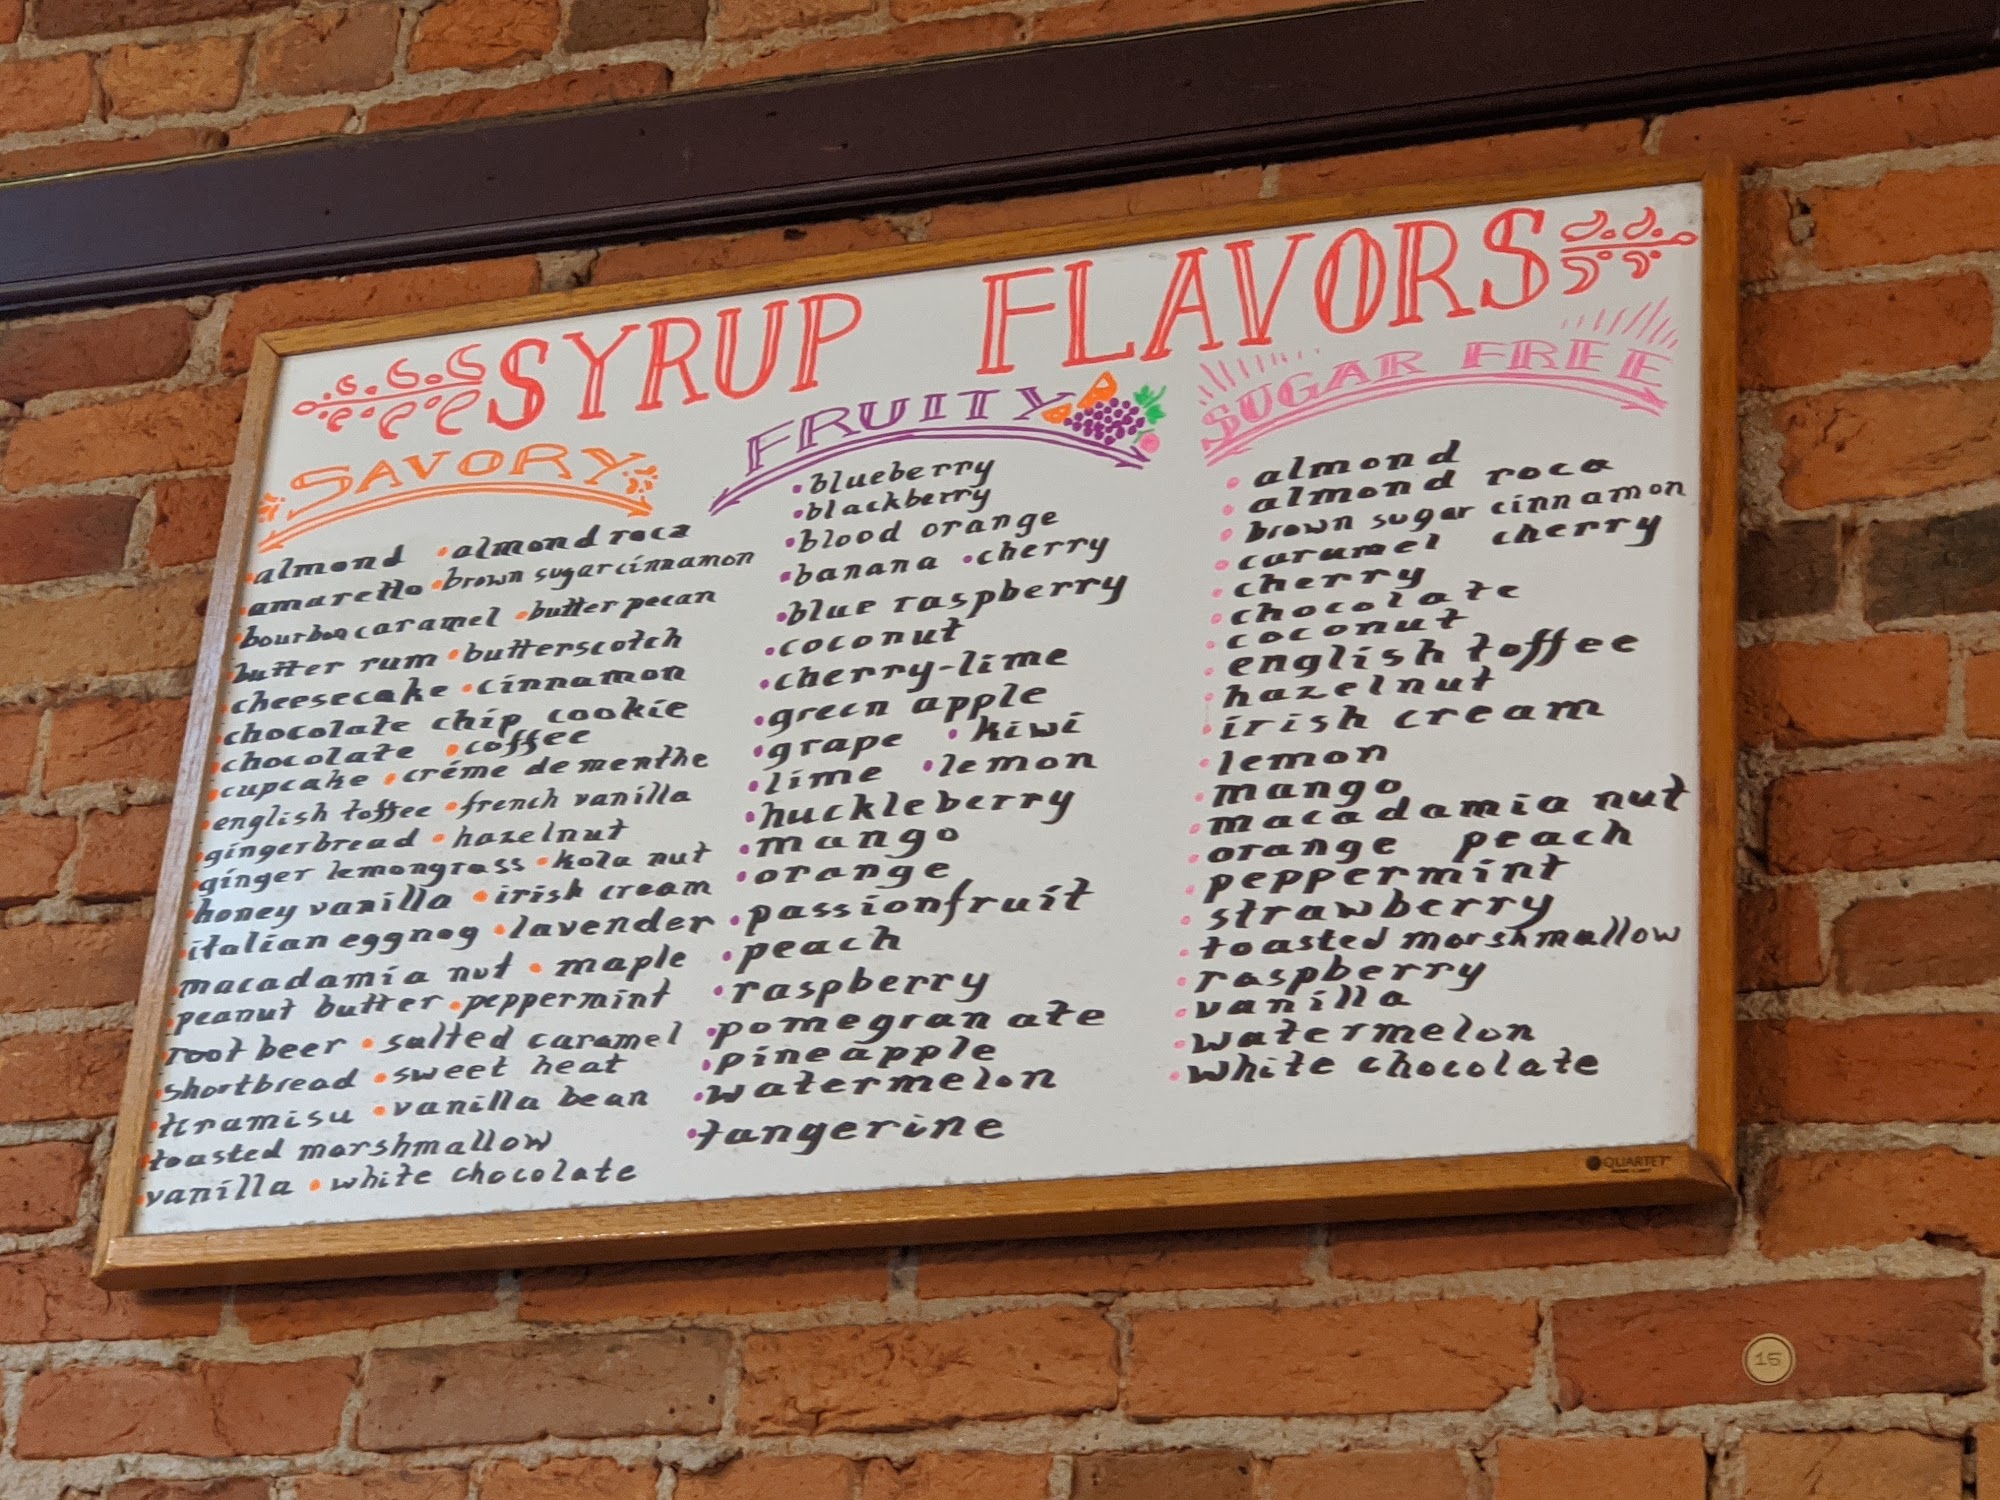 SYRUP FLAVORS
SAVORY
almond • almond roca
amaretto • brown sugar cinnamon
bourbon caramel • butter pecan
butter rum • butterscotch
cheesecake • cinnamon
chocolate chip cookie
chocolate • coffee
cupcake • créme de menthe
english toffee • french vanilla
gingerbread • hazelnut
ginger lemongrass • kola nut
honey vanilla • irish cream
italian eggnog • lavender
macadamia nut • maple
peanut butter • peppermint
root beer • salted caramel
shortbread • sweet heat
tiramisu • vanilla bean
toasted marshmallow
vanilla • white chocolate
FRUITY
• blueberry
• blackberry
• blood orange
• banana • cherry
• blue raspberry
• coconut
• cherry-lime
• green apple
• grape • kiwi
• lime • lemon
• huckleberry
• mango
• orange
• passionfruit
• peach
• raspberry
• pomegranate
• pineapple
• watermelon
• tangerine
SUGAR FREE
• almond
• almond roca
• brown sugar cinnamon
• caramel cherry
• cherry
• chocolate
• coconut
• english toffee
• hazelnut
• irish cream
• lemon
• mango
• macadamia nut
• orange peach
• peppermint
• strawberry
• toasted marshmallow
• raspberry
• vanilla
• watermelon
• white chocolate
QUARTET
15